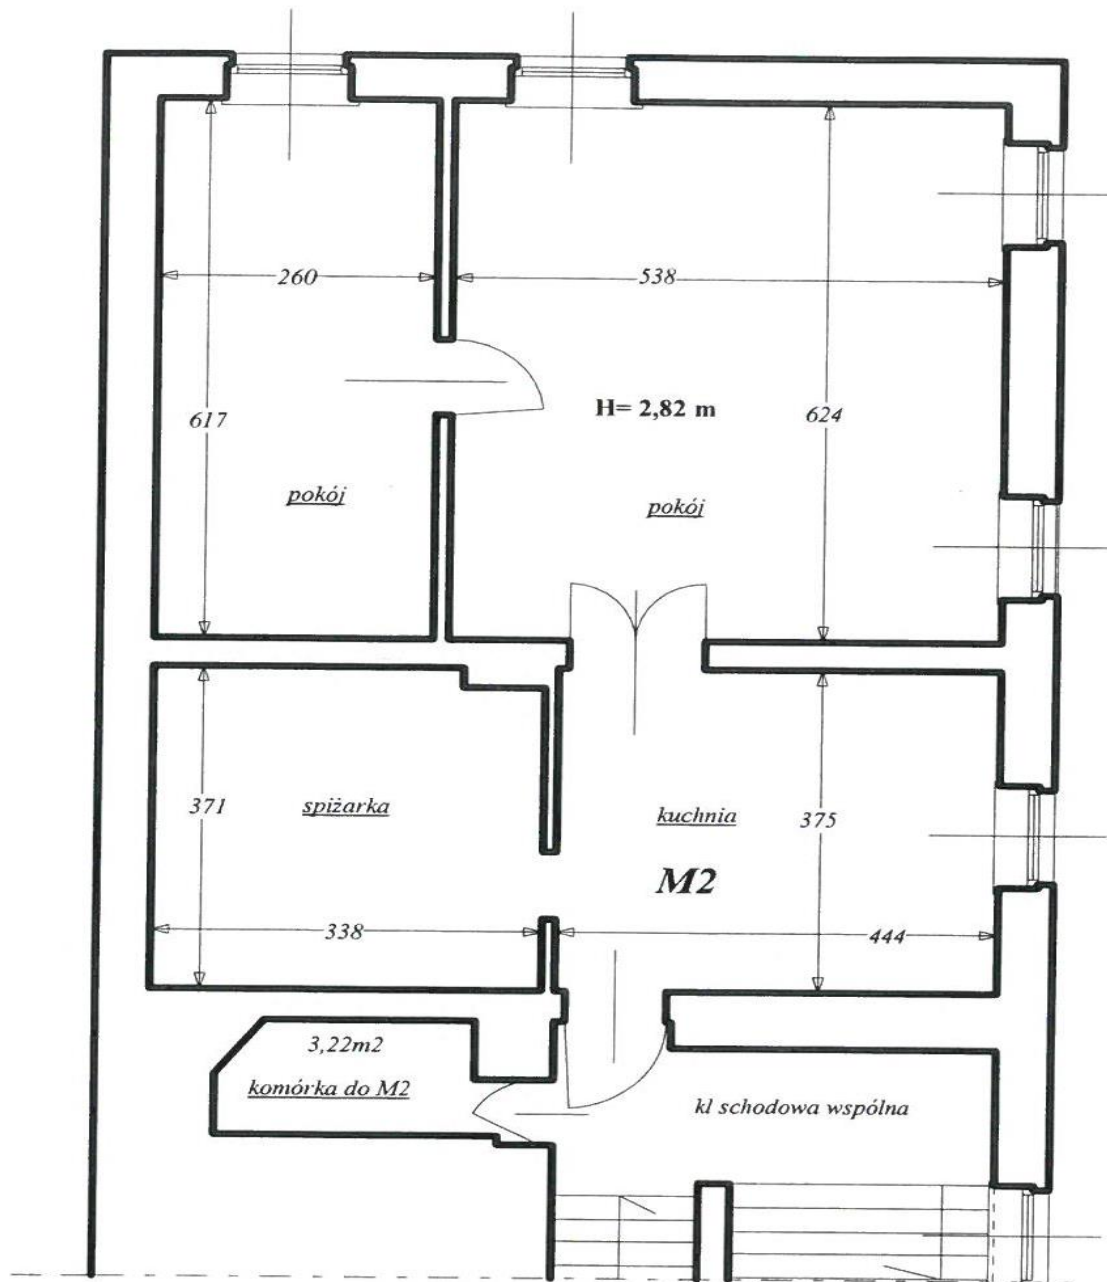 260
538
617
H= 2,82 m
624
pokój
pokój
371
spiżarka
kuchnia
375
M2
338
444
3,22m2
komórka do M2
kl schodowa wspólna